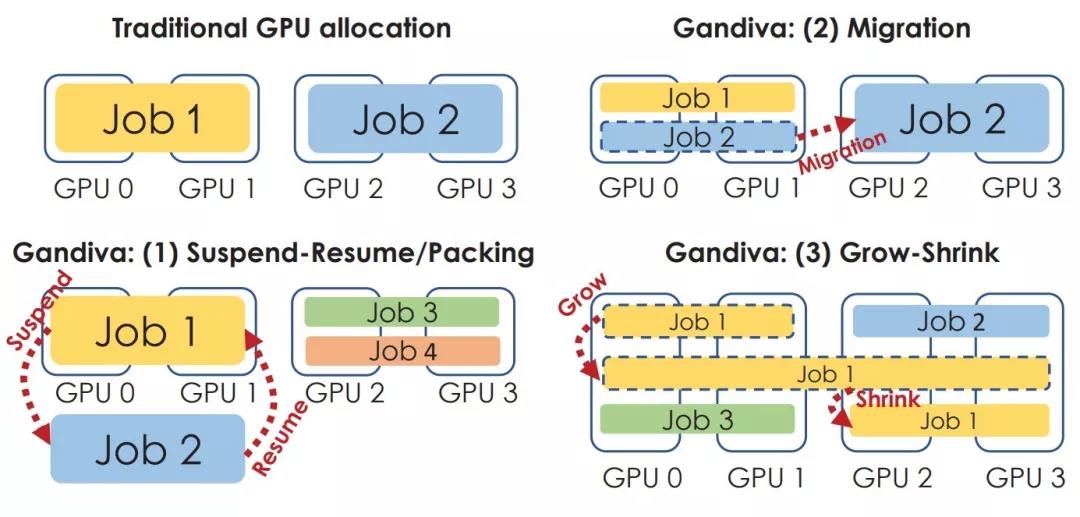 Traditional GPU allocation
Job 1
Job 2
GPU 0
GPU 1
GPU 2
GPU 3
Gandiva: (2) Migration
Job 1
Job 2
Migration
Job 2
GPU 0
GPU 1
GPU 2
GPU 3
Gandiva: (1) Suspend-Resume/Packing
Suspend
Job 1
Job 3
Job 4
GPU 0
GPU 1
GPU 2
GPU 3
Job 2
Resume
Gandiva: (3) Grow-Shrink
Grow
Job 1
Job 2
Job 1
Shrink
Job 3
Job 1
GPU 0
GPU 1
GPU 2
GPU 3